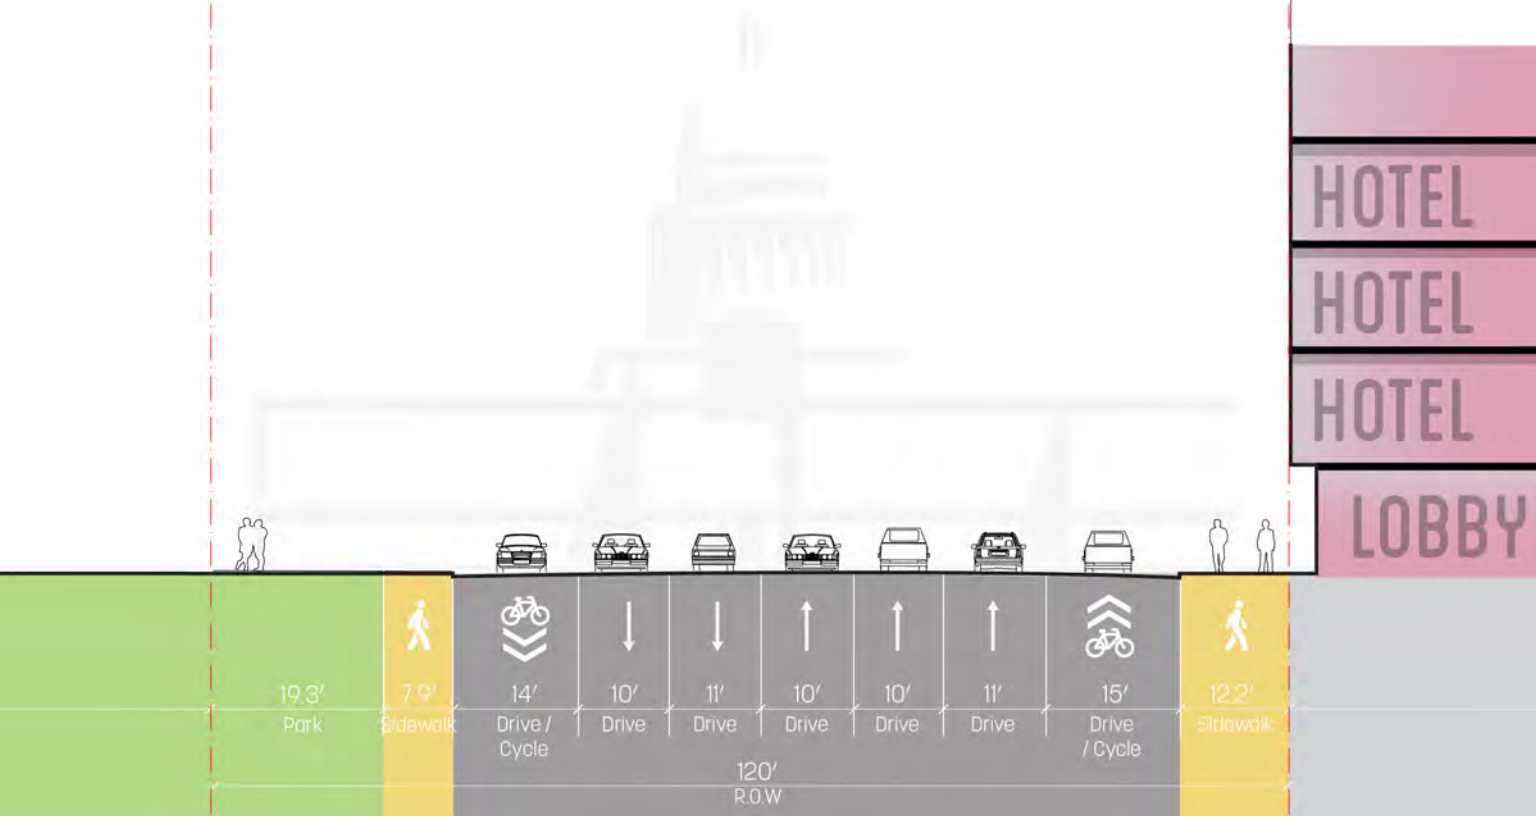 HOTEL
HOTEL
HOTEL
LOBBY
19.3' 7.9' 14' 10' 11' 10' 10' 11' 15' 12.2'
Park Sidewalk Drive / Drive Drive Drive Drive Drive Drive Sidewalk
Cycle / Cycle
120'
R.O.W